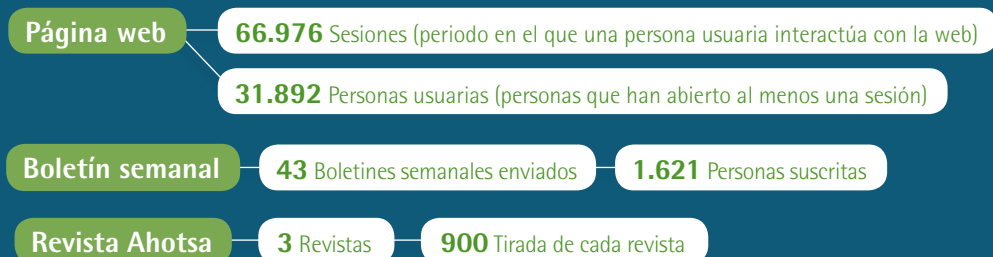 Página web
66.976 Sesiones (periodo en el que una persona usuaria interactúa con la web)
31.892 Personas usuarias (personas que han abierto al menos una sesión)
Boletín semanal
43 Boletines semanales enviados
1.621 Personas suscritas
Revista Ahotsa
3 Revistas
900 Tirada de cada revista